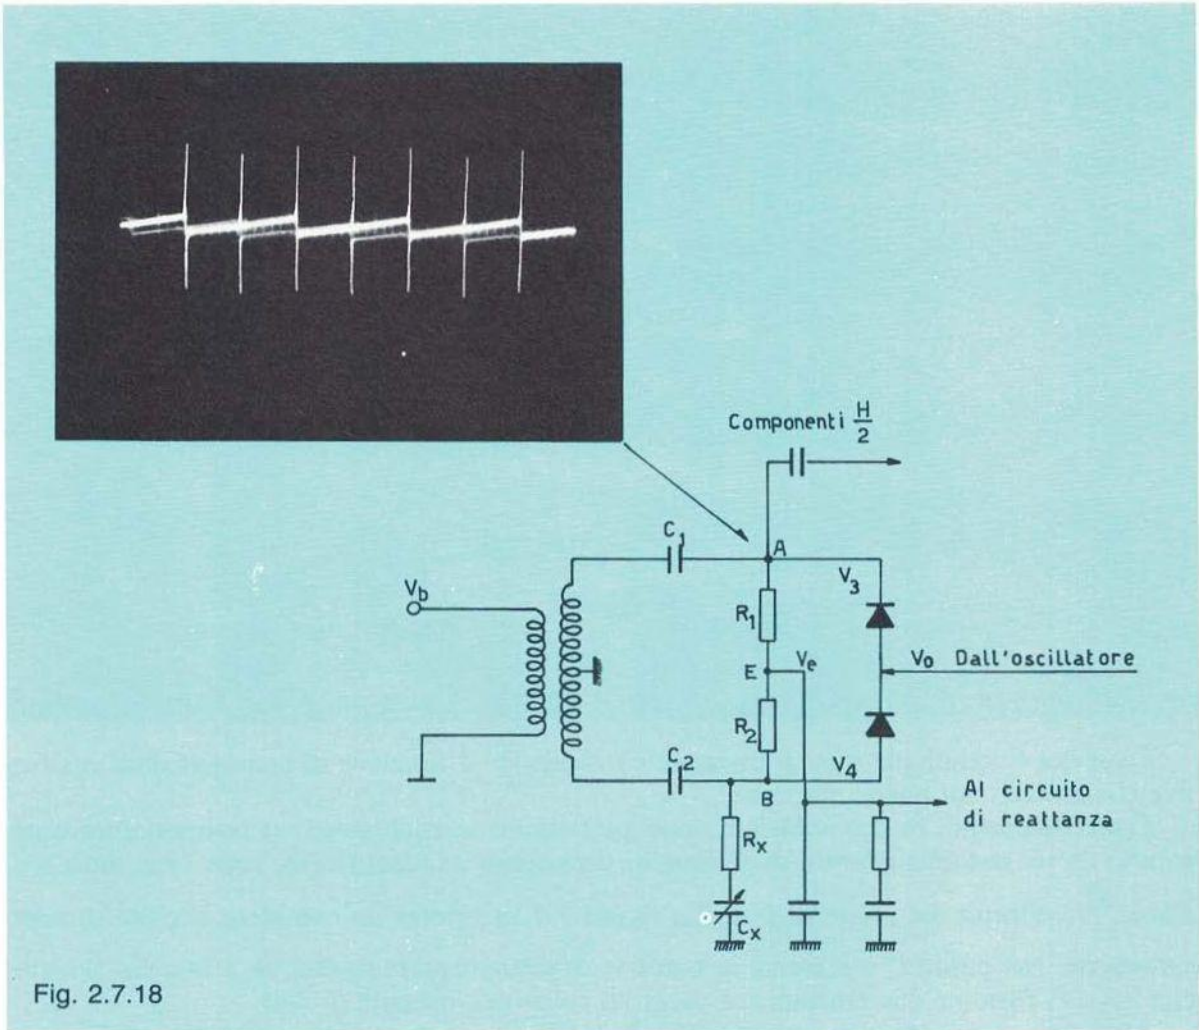 Componenti H/2
C₁
A
V₃
Vb
R₁
E
Ve
V₀ Dall'oscillatore
R₂
C₂
V₄
B
Al circuito
di reattanza
Rx
Cx
Fig. 2.7.18